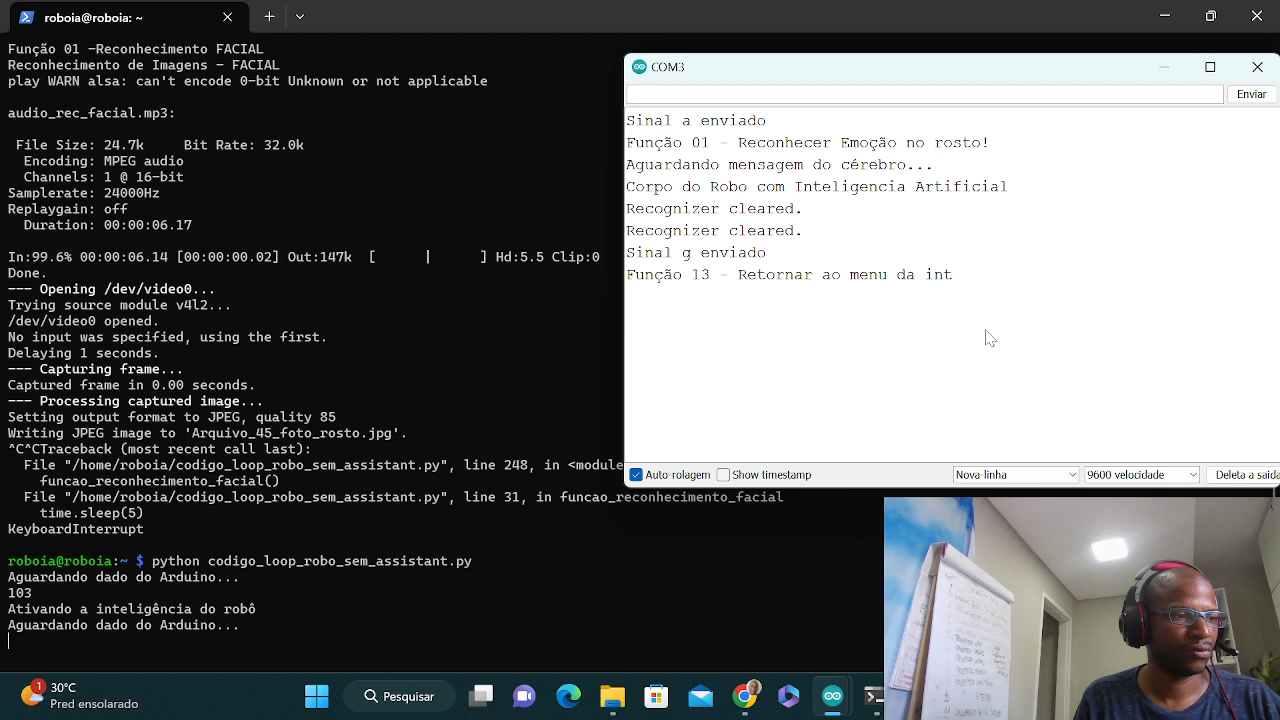 roboia@roboia: ~
Função 01 -Reconhecimento FACIAL
Reconhecimento de Imagens - FACIAL
play WARN alsa: can't encode 0-bit Unknown or not applicable
audio_rec_facial.mp3:
File Size: 24.7k     Bit Rate: 32.0k
Encoding: MPEG audio
Channels: 1 @ 16-bit
Samplerate: 24000Hz
Replaygain: off
Duration: 00:00:06.17
In:99.6% 00:00:06.14 [00:00:00.02] Out:147k  [      |      ] Hd:5.5 Clip:0
Done.
--- Opening /dev/video0...
Trying source module v4l2...
/dev/video0 opened.
No input was specified, using the first.
Delaying 1 seconds.
--- Capturing frame...
Captured frame in 0.00 seconds.
--- Processing captured image...
Setting output format to JPEG, quality 85
Writing JPEG image to 'Arquivo_45_foto_rosto.jpg'.
^C^CTraceback (most recent call last):
File "/home/roboia/codigo_loop_robo_sem_assistant.py", line 248, in <module
funcao_reconhecimento_facial()
File "/home/roboia/codigo_loop_robo_sem_assistant.py", line 31, in funcao_reconhecimento_facial
time.sleep(5)
KeyboardInterrupt
roboia@roboia:~ $ python codigo_loop_robo_sem_assistant.py
Aguardando dado do Arduino...
103
Ativando a inteligência do robô
Aguardando dado do Arduino...
COM3
Enviar
Sinal a enviado
Função 01 - Reconhecer Emoção no rosto!
Aguardando mensagem do cérebro...
Corpo do Robo com Inteligencia Artificial
Recognizer cleared.
Recognizer cleared.
Sinal g enviado
Função 13 - Retornar ao menu da int
Auto-rolagem
Show timestamp
Nova-linha
9600 velocidade
Deleta a saida
1
30°C
Pred ensolarado
Pesquisar